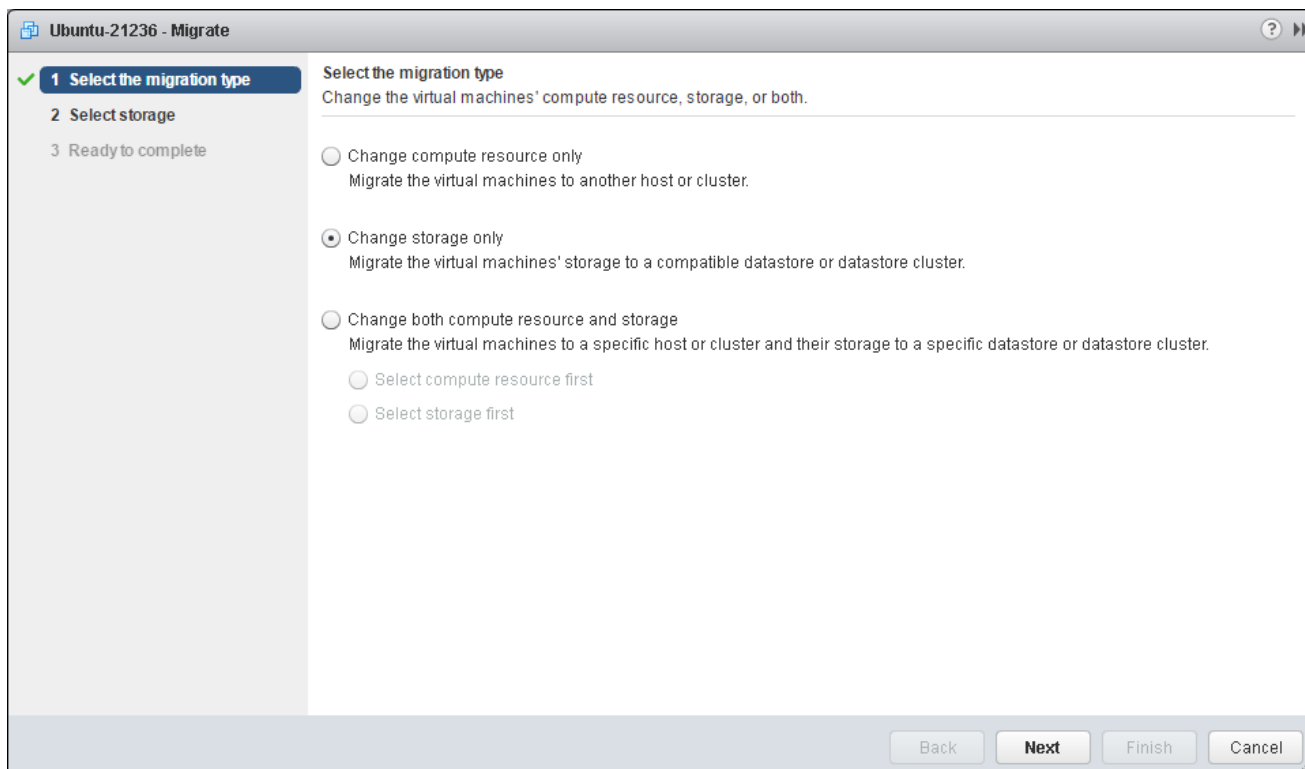 Ubuntu-21236 - Migrate
?
1 Select the migration type
2 Select storage
3 Ready to complete
Select the migration type
Change the virtual machines' compute resource, storage, or both.
Change compute resource only
Migrate the virtual machines to another host or cluster.
Change storage only
Migrate the virtual machines' storage to a compatible datastore or datastore cluster.
Change both compute resource and storage
Migrate the virtual machines to a specific host or cluster and their storage to a specific datastore or datastore cluster.
Select compute resource first
Select storage first
Back Next Finish Cancel